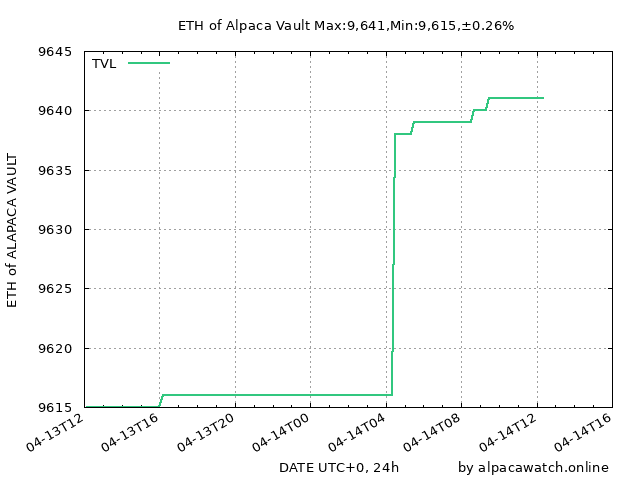 ETH of Alpaca Vault Max:9,641,Min:9,615,±0.26%
TVL
ETH of ALAPACA VAULT
9645
9640
9635
9630
9625
9620
9615
04-13T12
04-13T16
04-13T20
04-14T00
04-14T04
04-14T08
04-14T12
04-14T16
DATE UTC+0, 24h
by alpacawatch.online